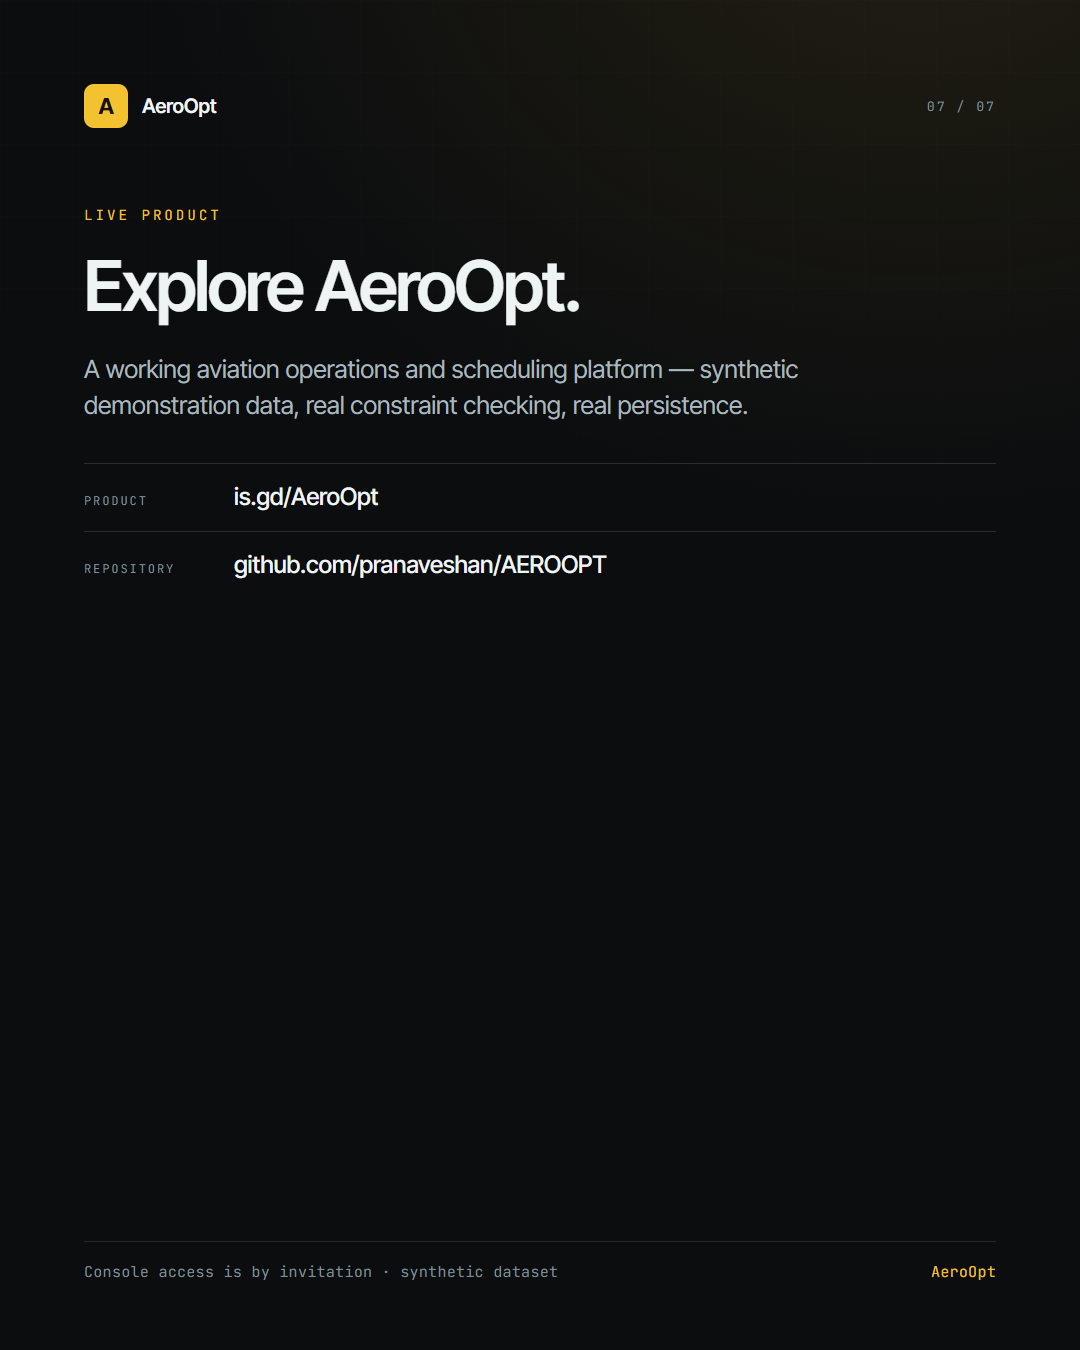 A AeroOpt
07 / 07
LIVE PRODUCT
Explore AeroOpt.
A working aviation operations and scheduling platform — synthetic
demonstration data, real constraint checking, real persistence.
PRODUCT is.gd/AeroOpt
REPOSITORY github.com/pranaveshan/AEROOPT
Console access is by invitation · synthetic dataset
AeroOpt